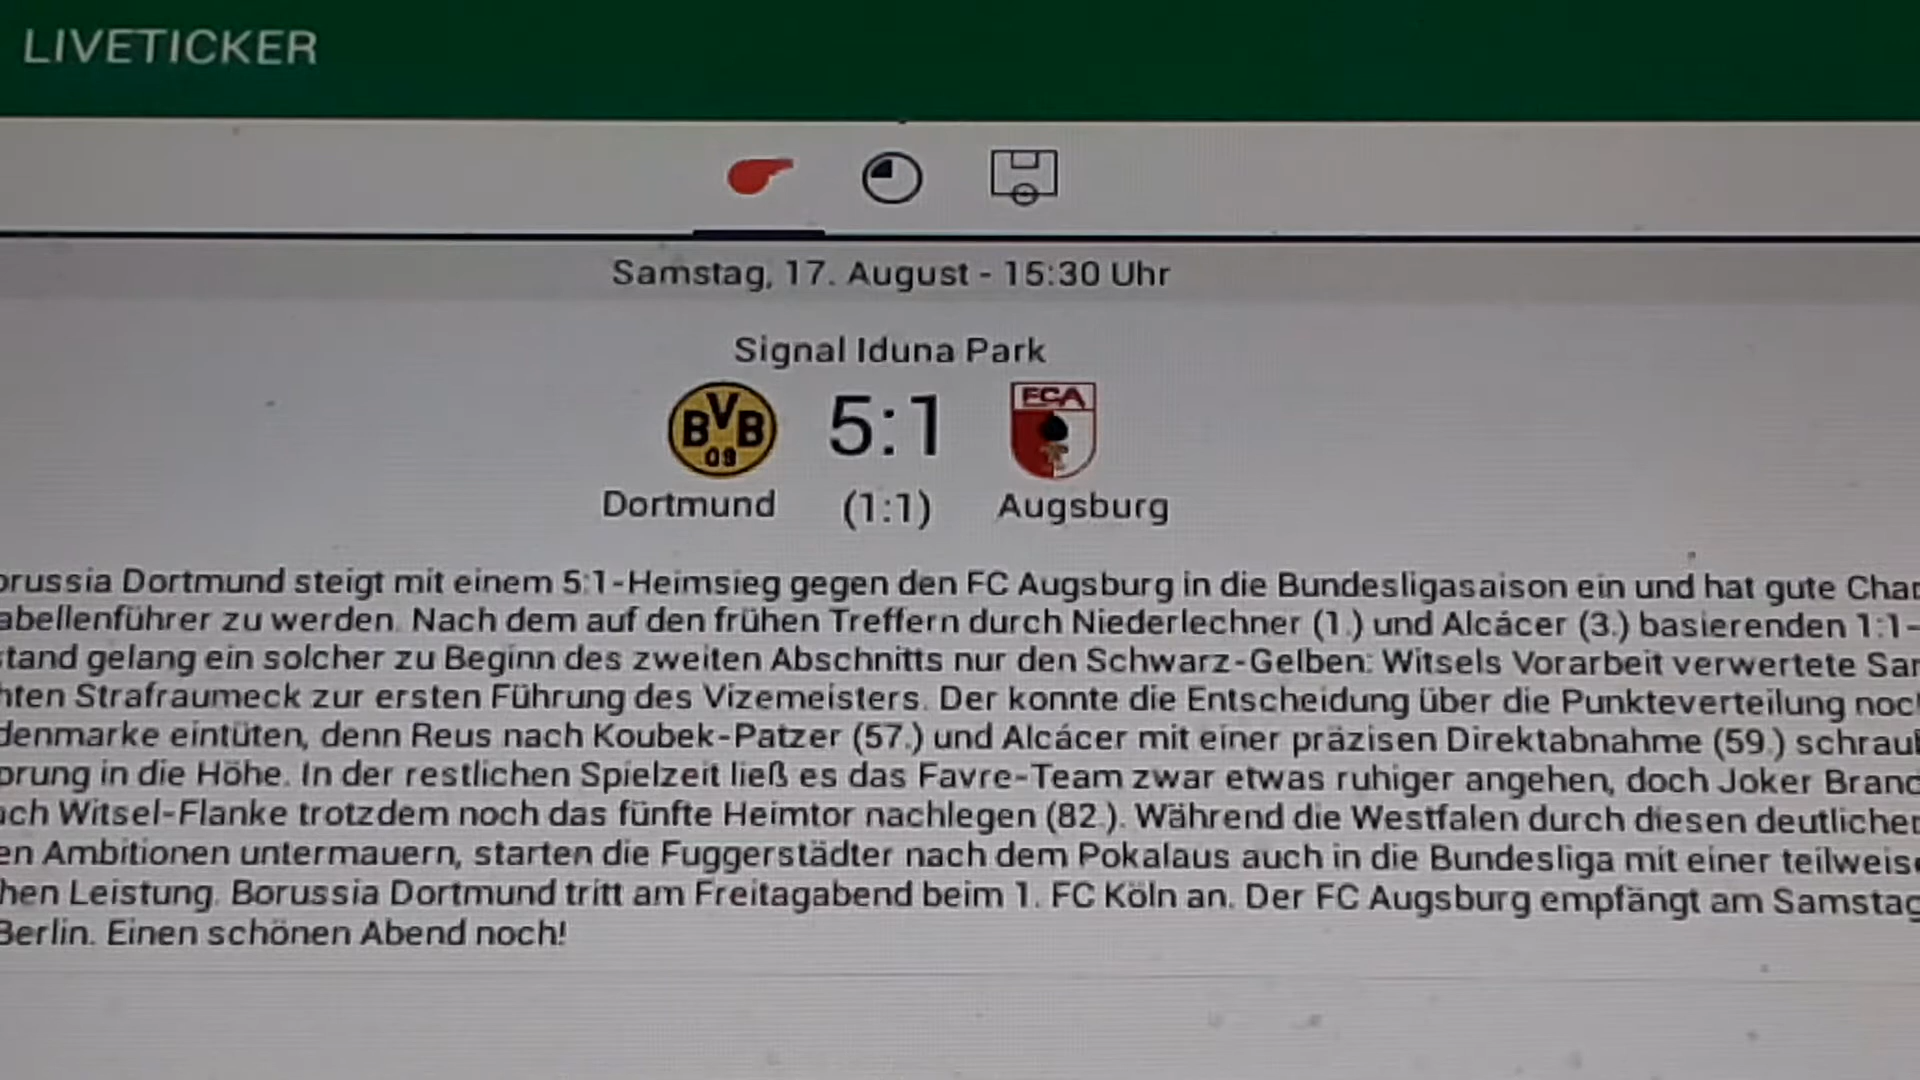 LIVETICKER
Samstag, 17. August - 15:30 Uhr
Signal Iduna Park
BVB 09 5:1 FCA
Dortmund (1:1) Augsburg
orussia Dortmund steigt mit einem 5:1-Heimsieg gegen den FC Augsburg in die Bundesligasaison ein und hat gute Chan
abellenführer zu werden. Nach dem auf den frühen Treffern durch Niederlechner (1.) und Alcácer (3.) basierenden 1:1-
tand gelang ein solcher zu Beginn des zweiten Abschnitts nur den Schwarz-Gelben: Witsels Vorarbeit verwertete San
hten Strafraumeck zur ersten Führung des Vizemeisters. Der konnte die Entscheidung über die Punkteverteilung noch
denmarke eintüten, denn Reus nach Koubek-Patzer (57.) und Alcácer mit einer präzisen Direktabnahme (59.) schraub
prung in die Höhe. In der restlichen Spielzeit ließ es das Favre-Team zwar etwas ruhiger angehen, doch Joker Brand
ach Witsel-Flanke trotzdem noch das fünfte Heimtor nachlegen (82.). Während die Westfalen durch diesen deutlichen
en Ambitionen untermauern, starten die Fuggerstädter nach dem Pokalaus auch in die Bundesliga mit einer teilweise
hen Leistung. Borussia Dortmund tritt am Freitagabend beim 1. FC Köln an. Der FC Augsburg empfängt am Samstag
Berlin. Einen schönen Abend noch!